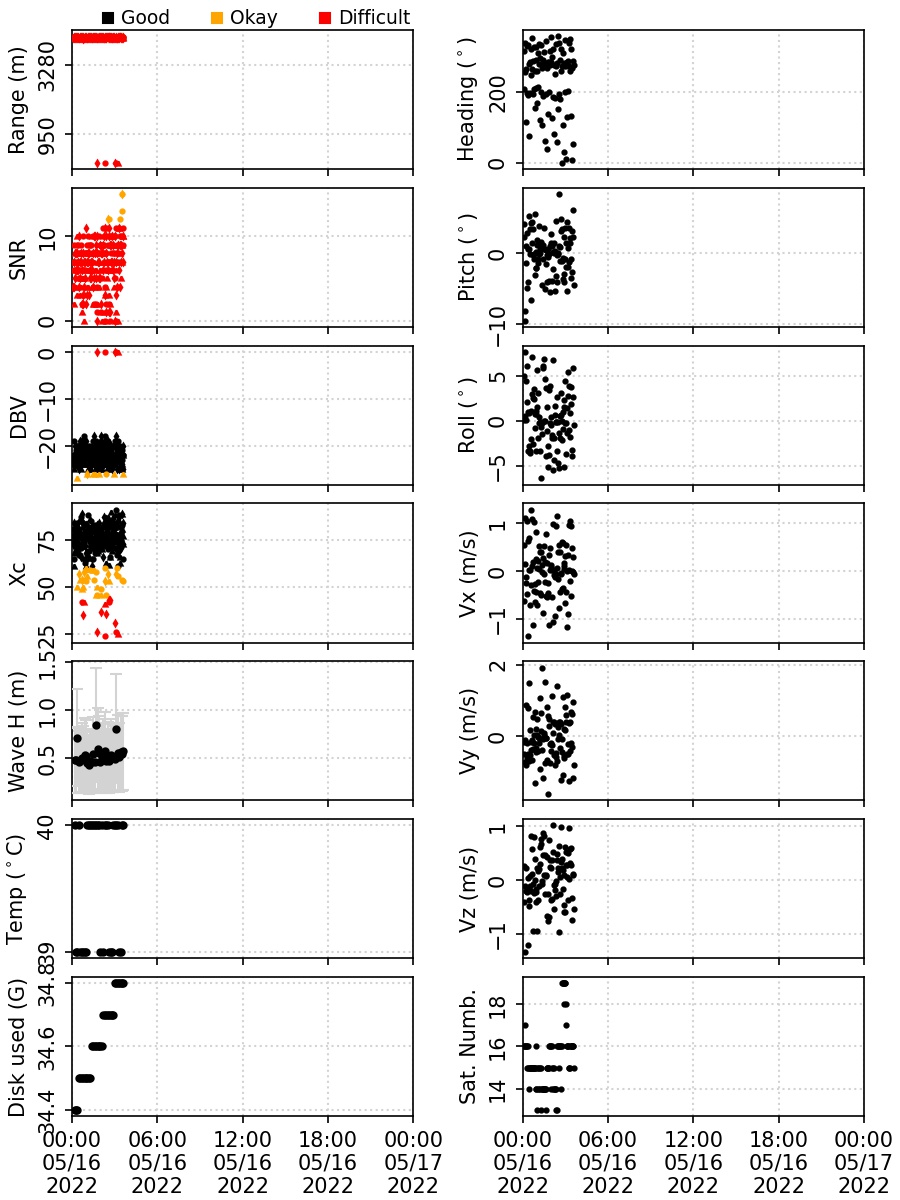 Good Okay Difficult
Range (m)
3280
950
Heading (°)
200
0
SNR
10
0
Pitch (°)
0
−10
DBV
0
−10
−20
Roll (°)
5
0
−5
Xc
75
50
25
Vx (m/s)
1
0
−1
Wave H (m)
1.5
1.0
0.5
Vy (m/s)
2
0
Temp (°C)
40
39
Vz (m/s)
1
0
−1
Disk used (G)
34.8
34.6
34.4
Sat. Numb.
18
16
14
00:00 06:00 12:00 18:00 00:00
05/16 05/16 05/16 05/16 05/17
2022 2022 2022 2022 2022
00:00 06:00 12:00 18:00 00:00
05/16 05/16 05/16 05/16 05/17
2022 2022 2022 2022 2022